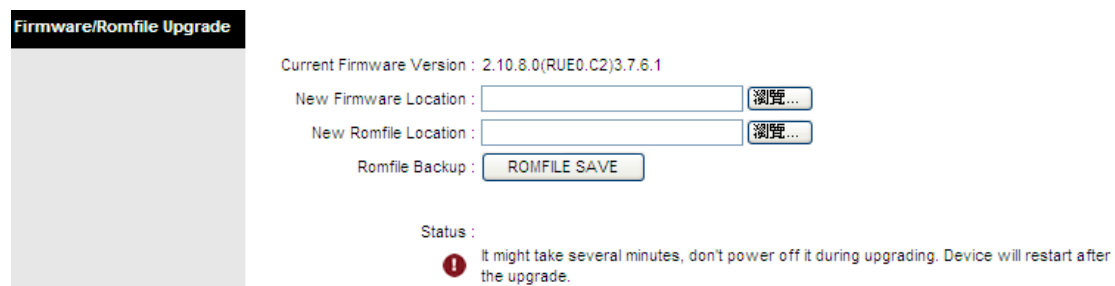 Firmware/Romfile Upgrade
Current Firmware Version : 2.10.8.0(RUE0.C2)3.7.6.1
New Firmware Location : 瀏覽...
New Romfile Location : 瀏覽...
Romfile Backup : ROMFILE SAVE
Status :
It might take several minutes, don't power off it during upgrading. Device will restart after
the upgrade.